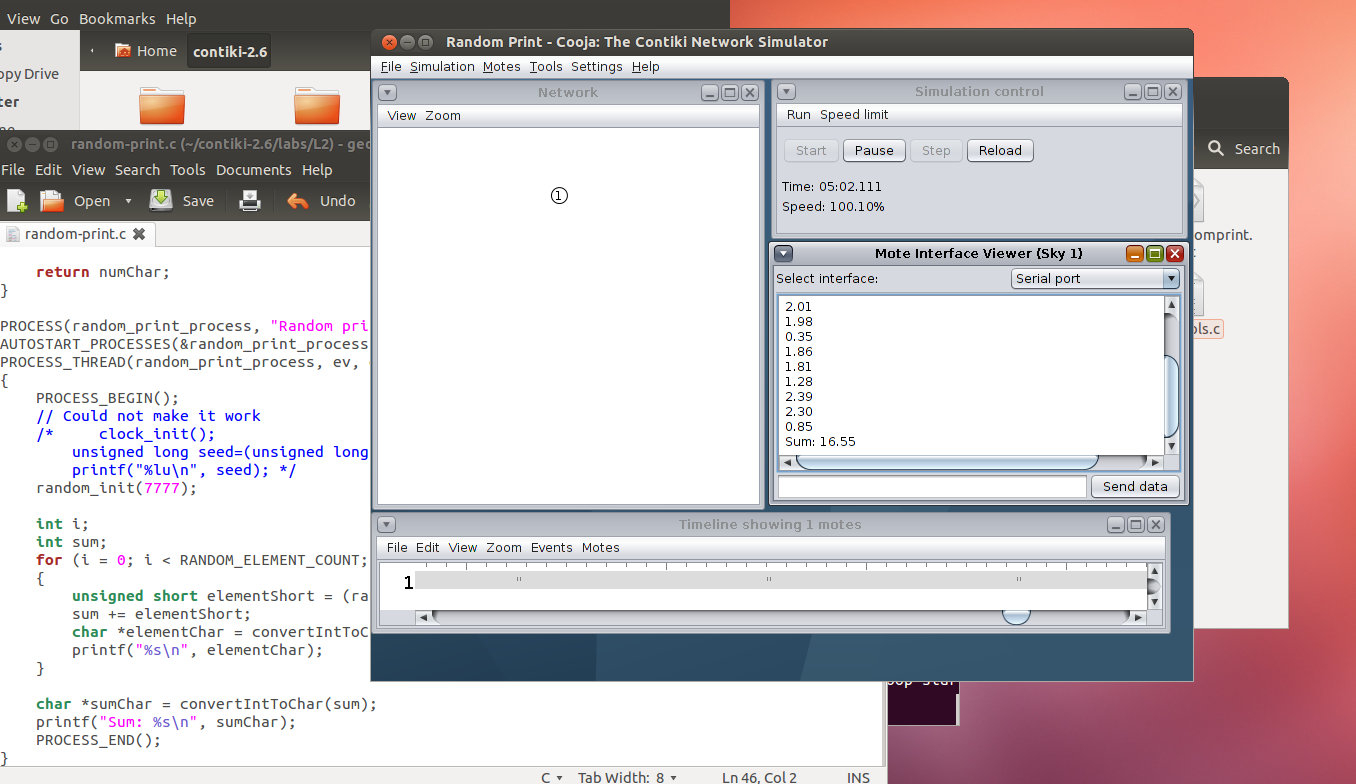 View Go Bookmarks Help
Home contiki-2.6
ter
random-print.c (~/contiki-2.6/labs/L2) - ge
File Edit View Search Tools Documents Help
Open Save Undo
random-print.c
return numChar;
}
PROCESS(random_print_process, "Random pri
AUTOSTART_PROCESSES(&random_print_process
PROCESS_THREAD(random_print_process, ev,
{
PROCESS_BEGIN();
// Could not make it work
/* clock_init();
unsigned long seed=(unsigned long
printf("%lu\n", seed); */
random_init(7777);
int i;
int sum;
for (i = 0; i < RANDOM_ELEMENT_COUNT;
{
unsigned short elementShort = (ra
sum += elementShort;
char *elementChar = convertIntToC
printf("%s\n", elementChar);
}
char *sumChar = convertIntToChar(sum);
printf("Sum: %s\n", sumChar);
PROCESS_END();
}
C Tab Width: 8 Ln 46, Col 2 INS
Random Print - Cooja: The Contiki Network Simulator
File Simulation Motes Tools Settings Help
Network
View Zoom
1
Simulation control
Run Speed limit
Start Pause Step Reload
Time: 05:02.111
Speed: 100.10%
Mote Interface Viewer (Sky 1)
Select interface: Serial port
2.01
1.98
0.35
1.86
1.81
1.28
2.39
2.30
0.85
Sum: 16.55
Send data
Timeline showing 1 motes
File Edit View Zoom Events Motes
1
Search
omprint.
ols.c